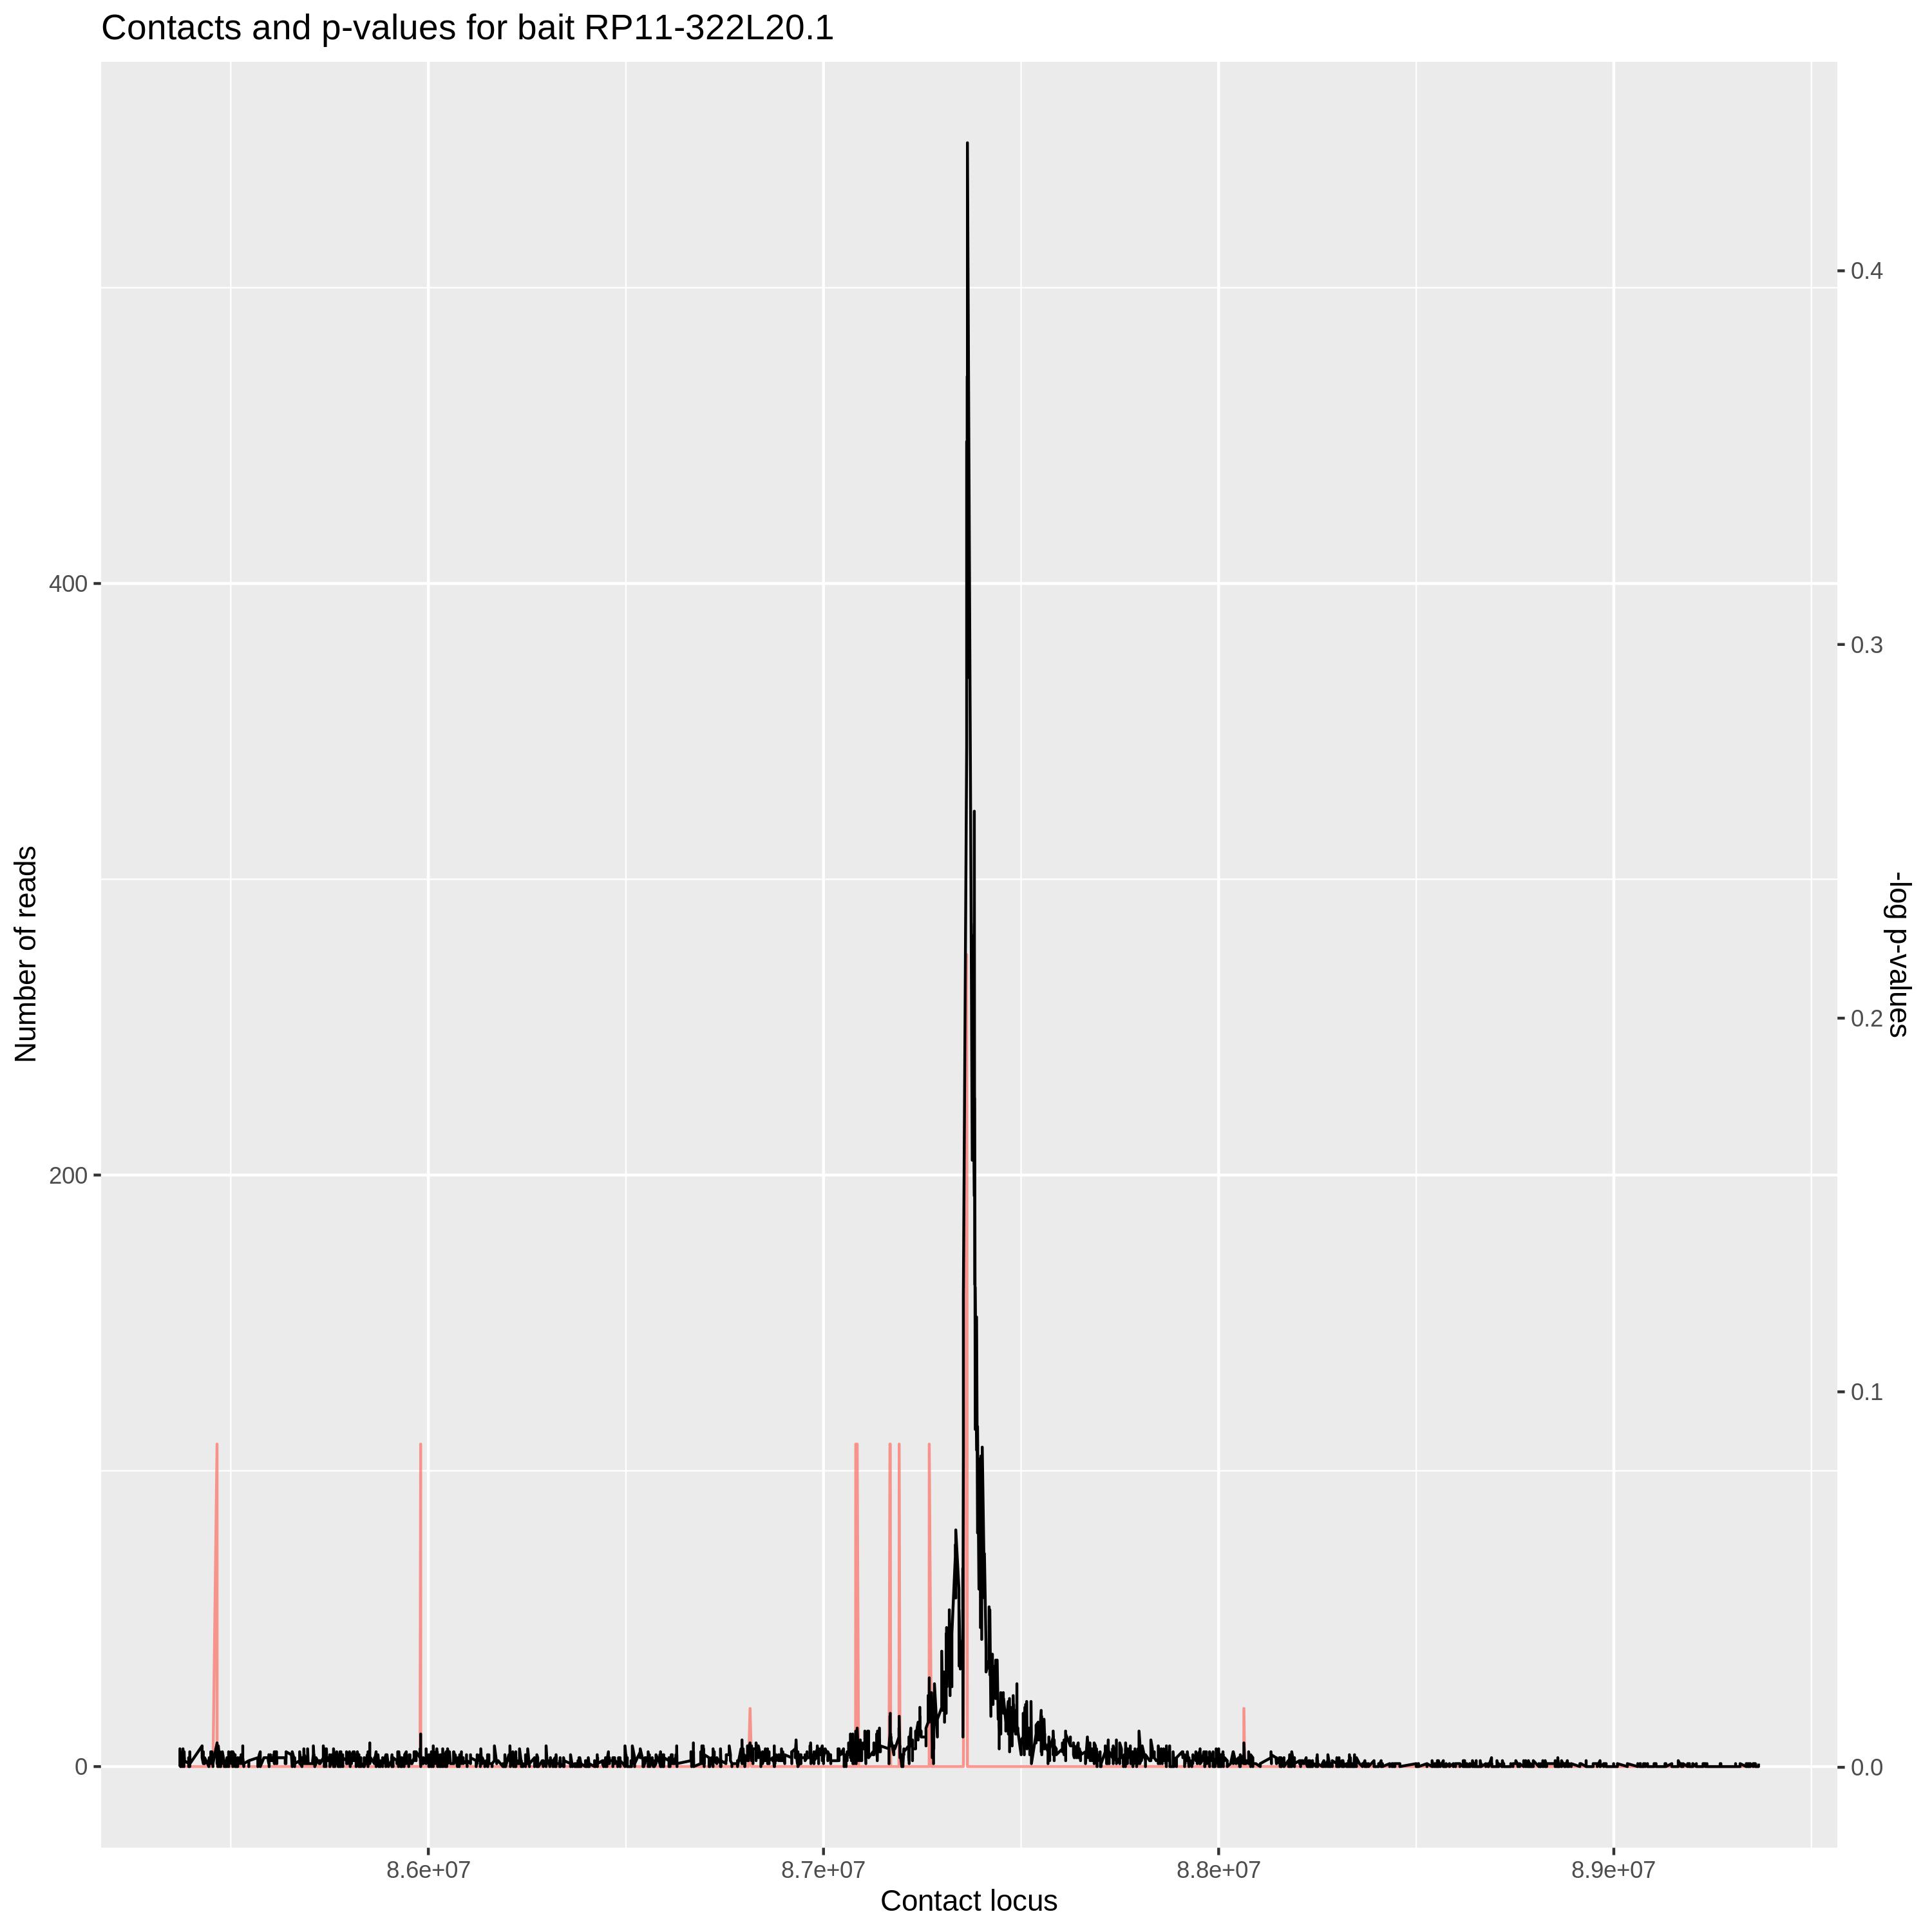 Contacts and p-values for bait RP11-322L20.1
Number of reads
400
200
0
0.4
0.3
0.2
0.1
0.0
-log p-values
8.6e+07 8.7e+07 8.8e+07 8.9e+07
Contact locus